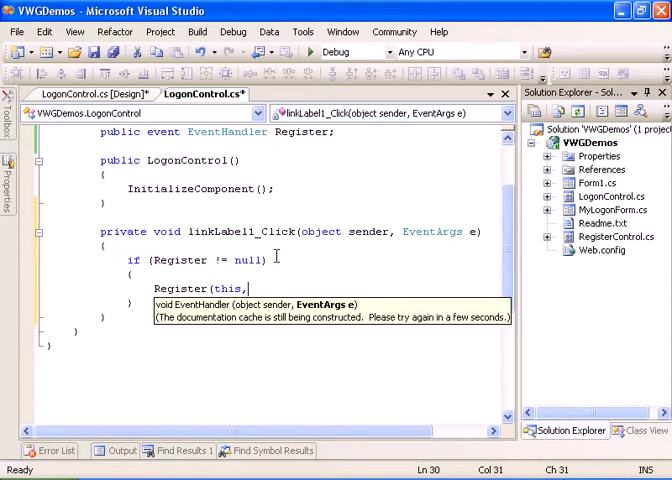 VWGDemos - Microsoft Visual Studio
File Edit View Refactor Project Build Debug Data Tools Window Community Help
Debug Any CPU
LogonControl.cs [Design]* LogonControl.cs*
VWGDemos.LogonControl linkLabel1_Click(object sender, EventArgs e)
public event EventHandler Register;
public LogonControl()
{
InitializeComponent();
}
private void linkLabel1_Click(object sender, EventArgs e)
{
if (Register != null)
{
Register(this,
void EventHandler (object sender, EventArgs e)
(The documentation cache is still being constructed.  Please try again in a few seconds.)
}
}
}
}
Toolbox
Properties
Solution Explorer - Sol...
Solution 'VWGDemos' (1 project
VWGDemos
Properties
References
Form1.cs
LogonControl.cs
MyLogonForm.cs
Readme.txt
RegisterControl.cs
Web.config
Solution Explorer Class View
Error List Output Find Results 1 Find Symbol Results
Ready Ln 30 Col 31 Ch 31 INS